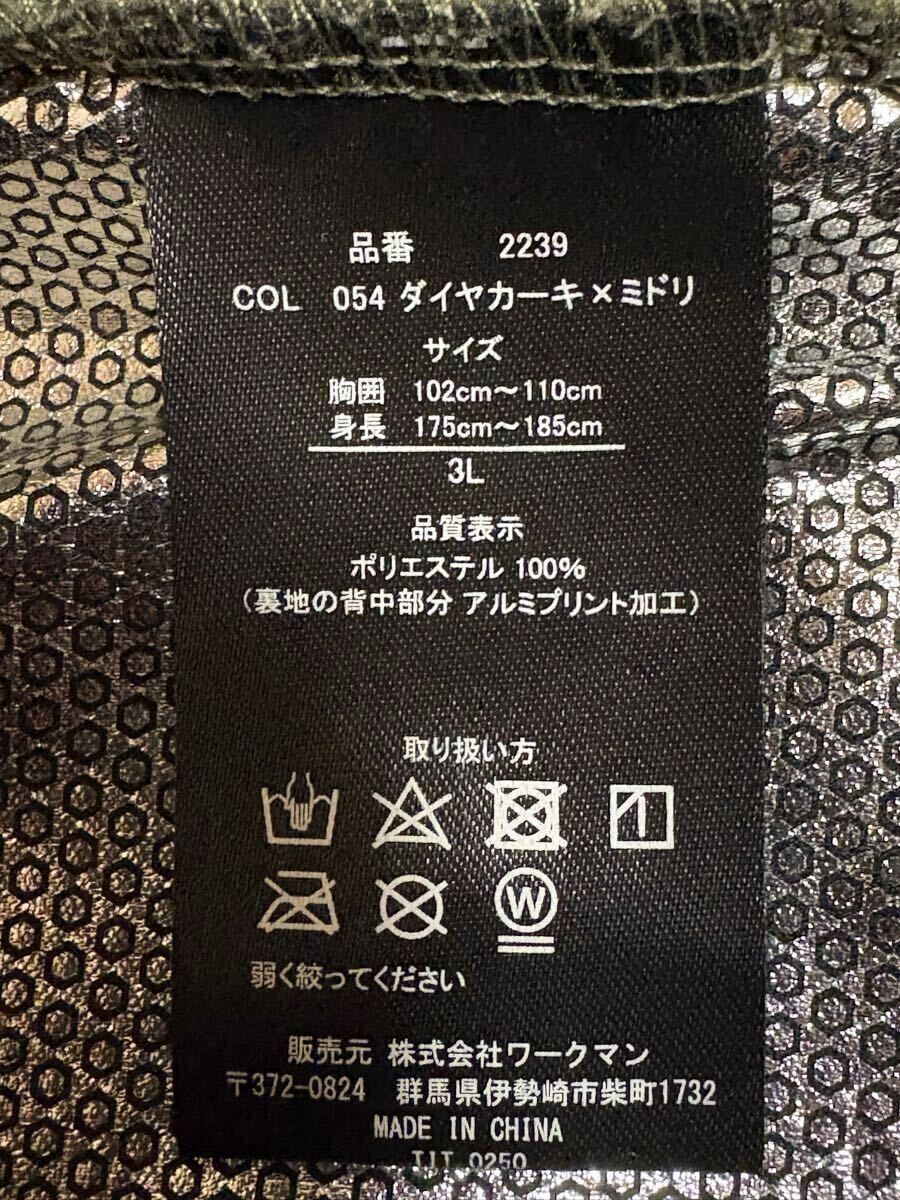 品番 2239
COL 054 ダイヤカーキ×ミドリ
サイズ
胸囲 102cm～110cm
身長 175cm～185cm
3L
品質表示
ポリエステル 100%
（裏地の背中部分 アルミプリント加工）
取り扱い方
W
弱く絞ってください
販売元 株式会社ワークマン
〒372-0824 群馬県伊勢崎市柴町1732
MADE IN CHINA
TIT 0250